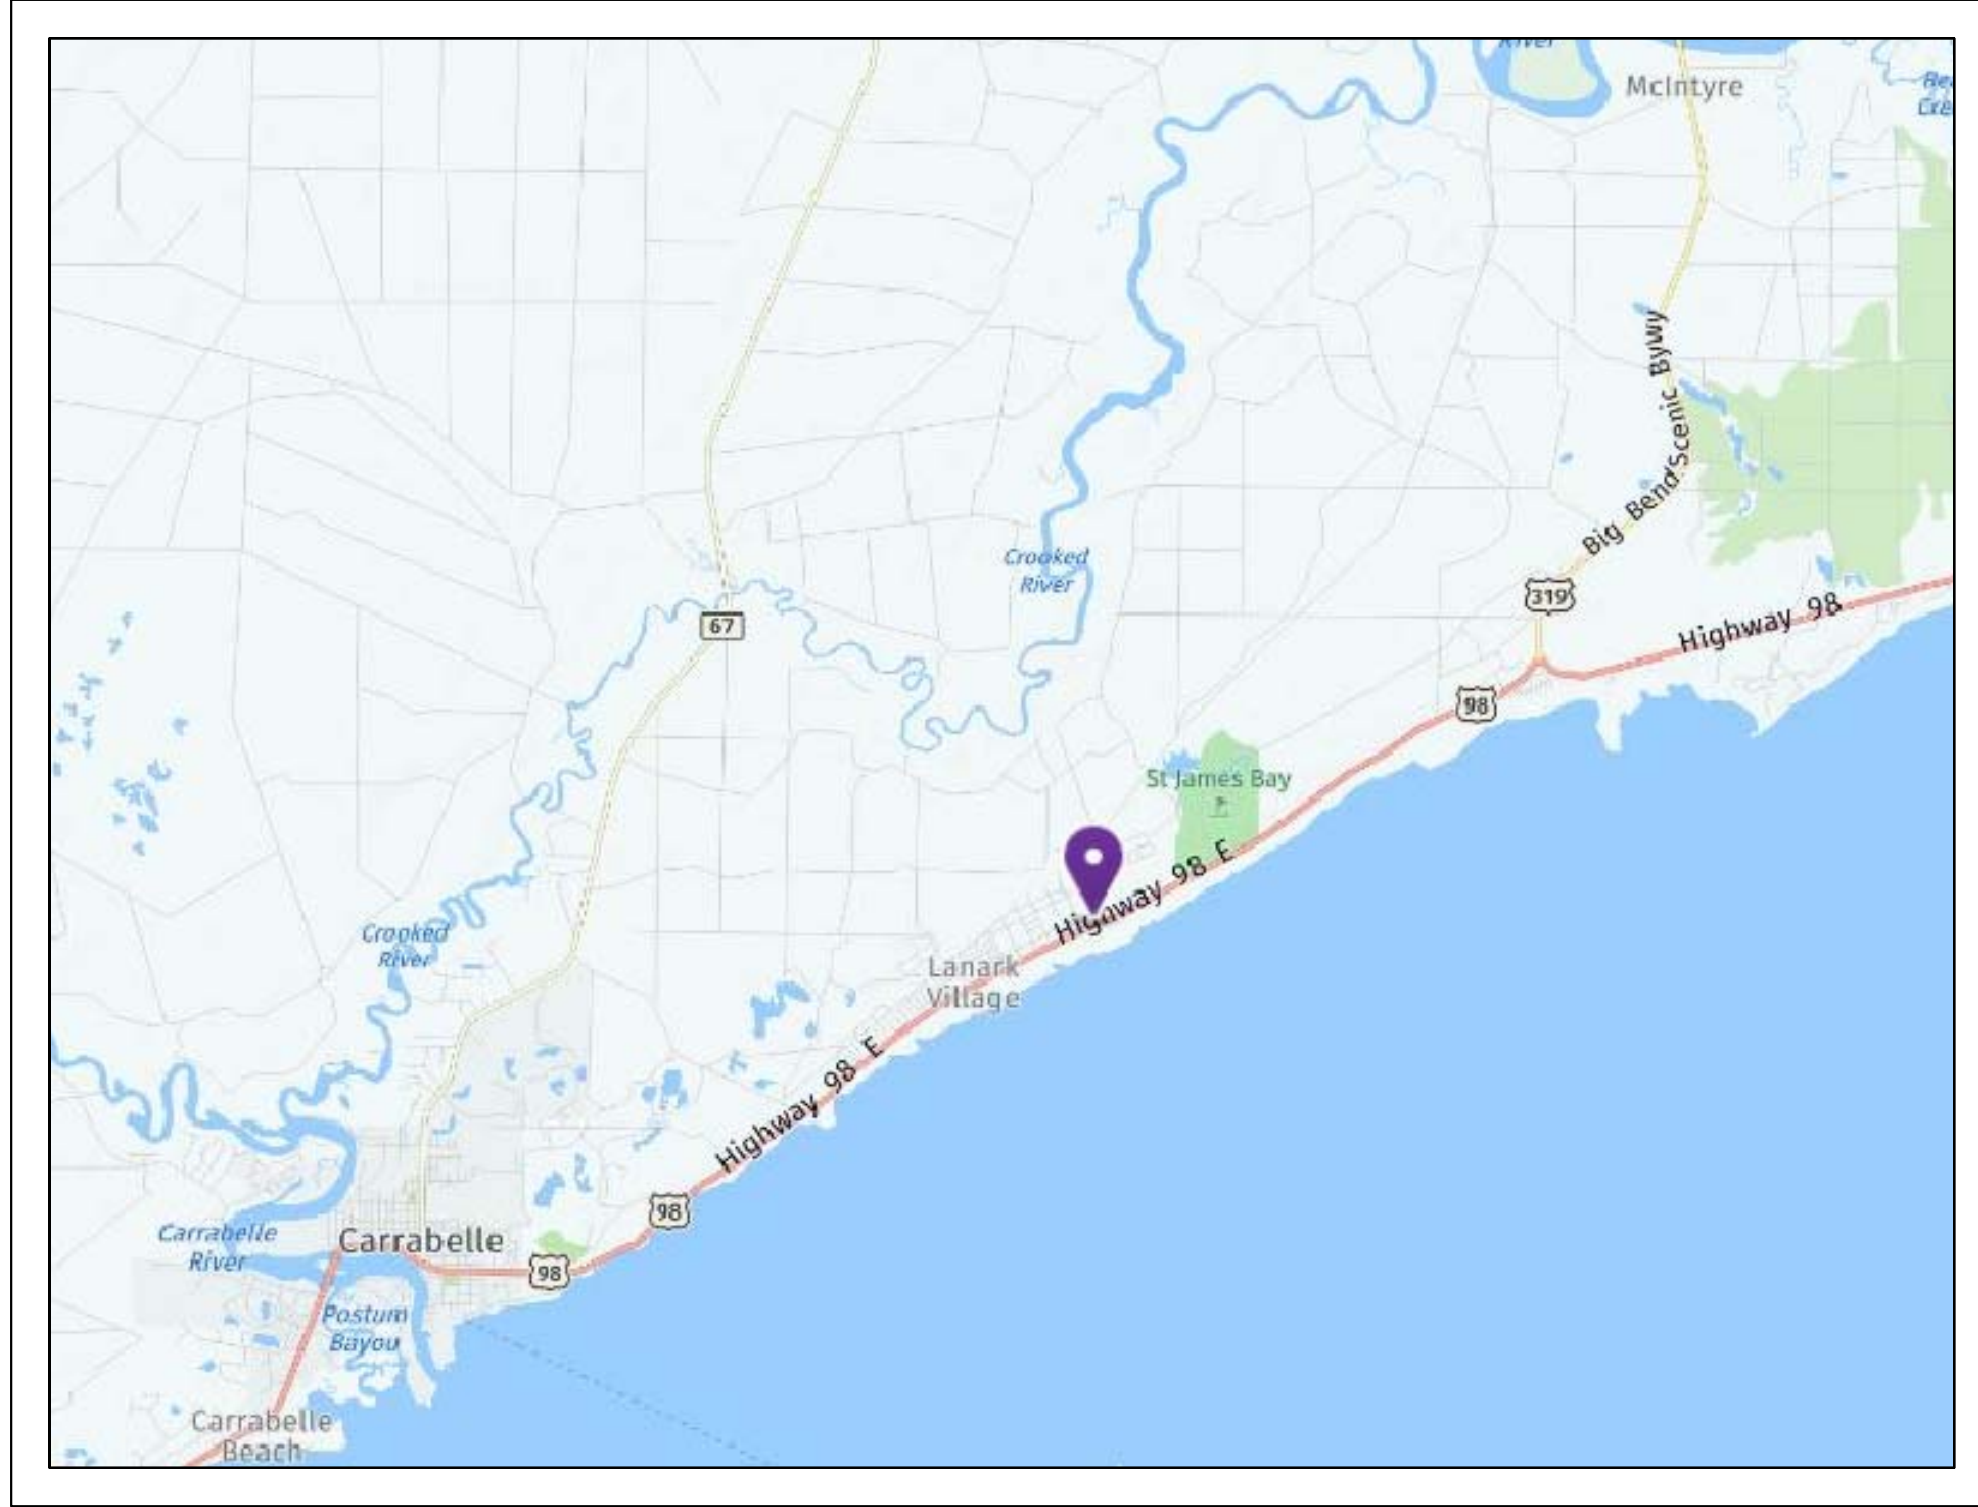 River
McIntyre
Crooked
River
Big Bend Scenic Bywy
319
Highway 98
67
98
St James Bay
Highway 98 E
Crooked
River
Lanark
Village
Highway 98 E
98
Carrabelle
River
Carrabelle
98
Postum
Bayou
Carrabelle
Beach